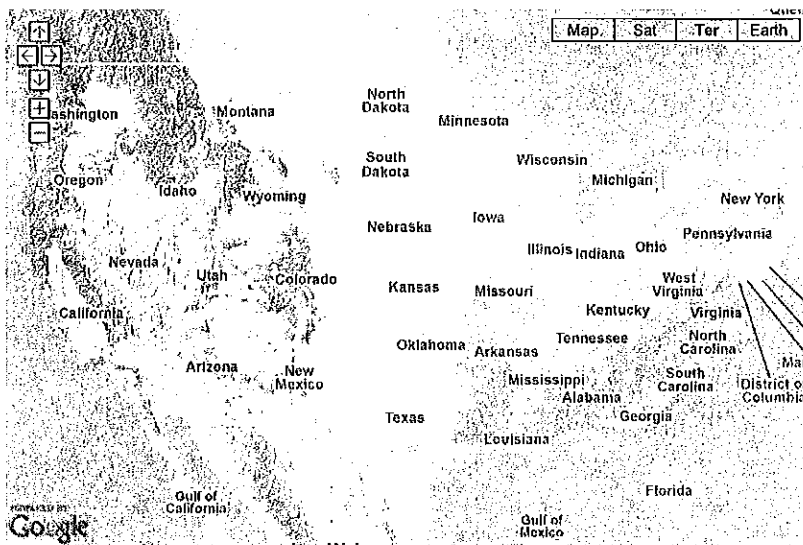 Map Sat Ter Earth
North
Dakota
Montana
Minnesota
South
Dakota
Wisconsin
Michigan
Oregon
Idaho
Wyoming
New York
Nebraska
Iowa
Pennsylvania
Illinois
Indiana
Ohio
Nevada
Utah
Colorado
Kansas
Missouri
West
Virginia
California
Kentucky
Virginia
Oklahoma
Arkansas
Tennessee
North
Carolina
Arizona
New
Mexico
Mississippi
Alabama
South
Carolina
District o
Columbia
Texas
Georgia
Louisiana
Florida
Gulf of
California
Gulf of
Mexico
POWERED BY
Google